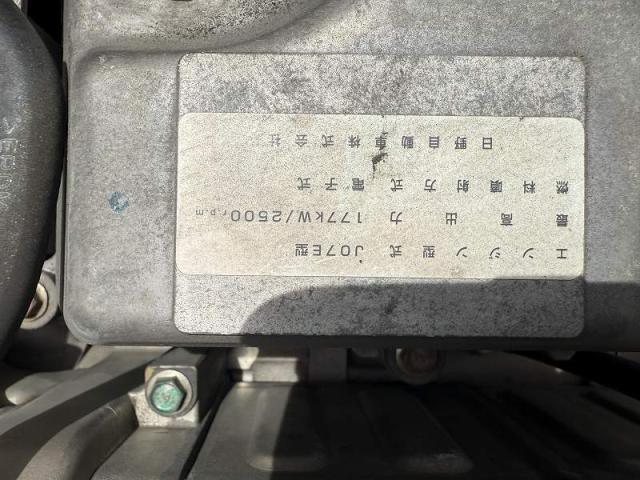 エンジン型式 J07E型
最高出力 177kW/2500r.p.m
燃料噴射方式 電子式
日野自動車株式会社